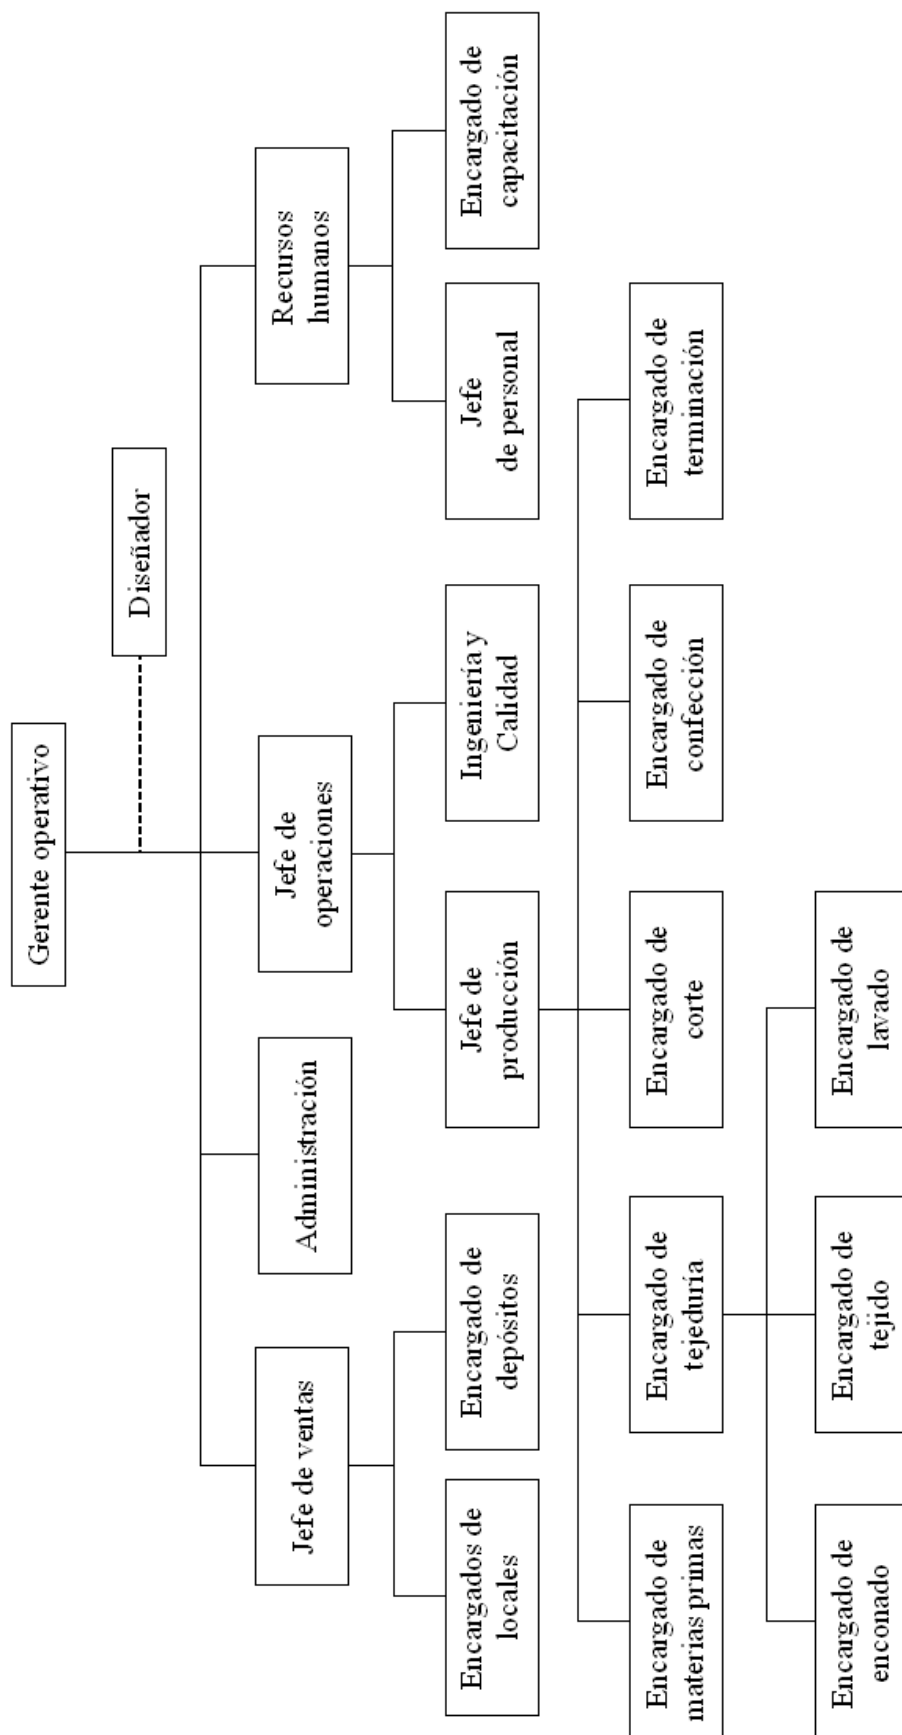 Gerente operativo
Diseñador
Jefe de ventas
Administración
Jefe de
operaciones
Recursos
humanos
Encargados de
locales
Encargado de
depósitos
Jefe de
producción
Ingeniería y
Calidad
Jefe
de personal
Encargado de
capacitación
Encargado de
materias primas
Encargado de
tejeduría
Encargado de
corte
Encargado de
confección
Encargado de
terminación
Encargado de
enconado
Encargado de
tejido
Encargado de
lavado